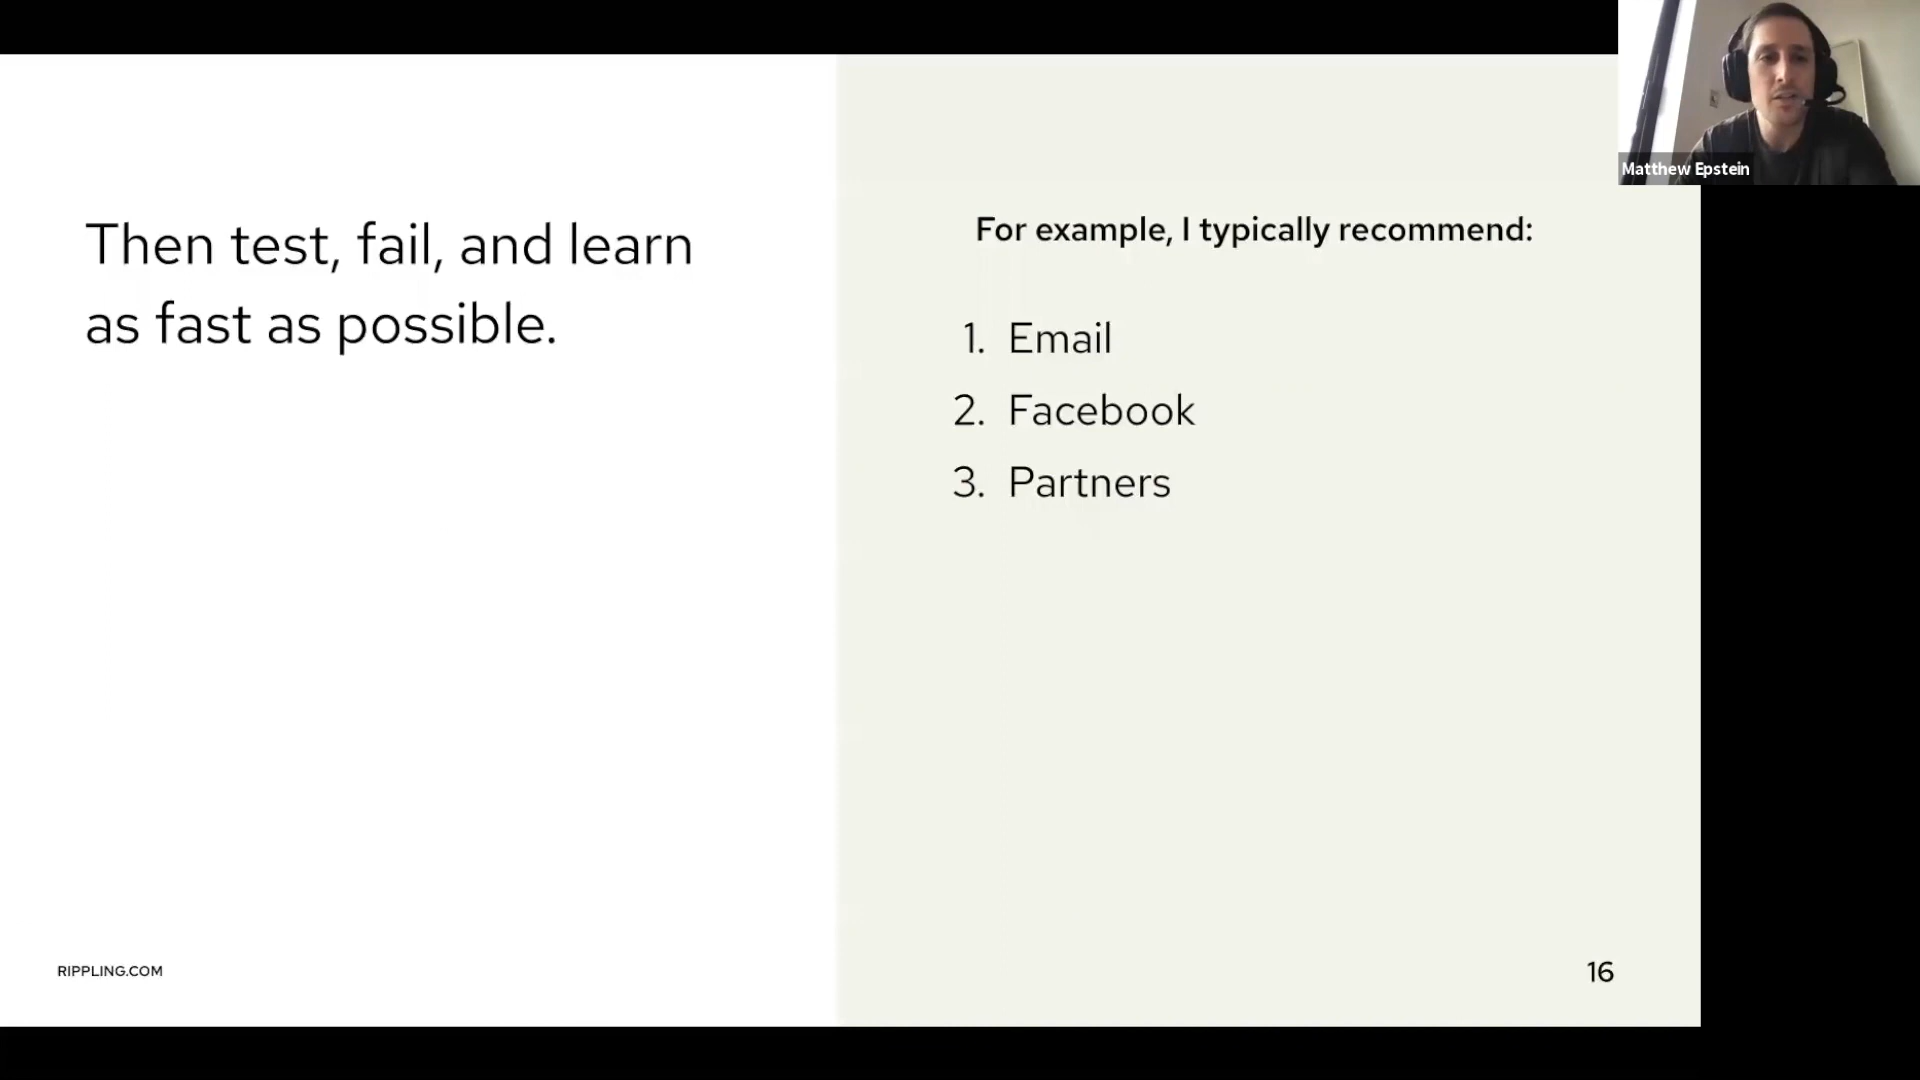 Matthew Epstein
Then test, fail, and learn
as fast as possible.
For example, I typically recommend:
1. Email
2. Facebook
3. Partners
RIPPLING.COM
16